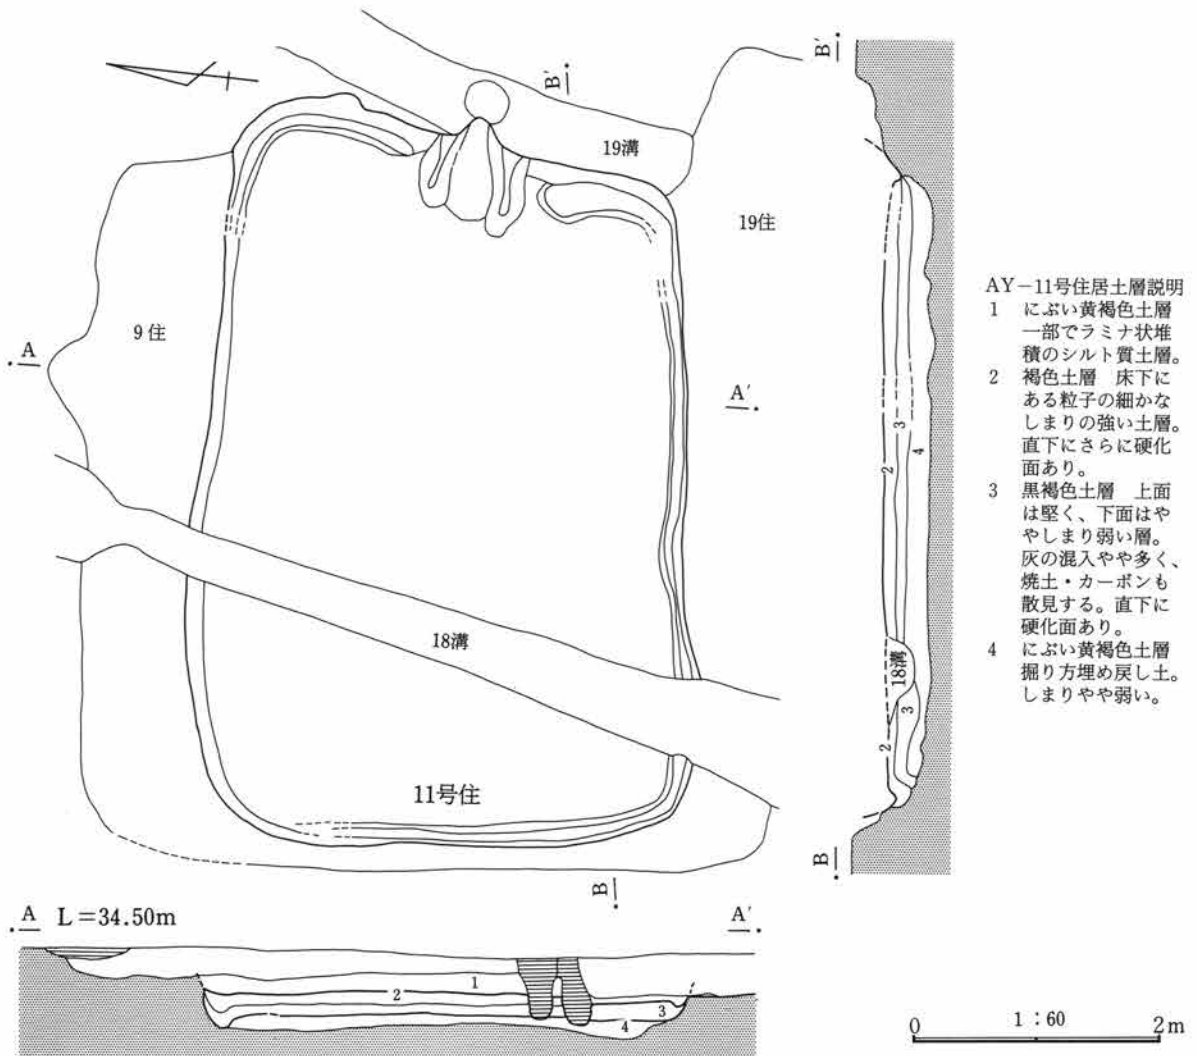 B′
B′
19溝
19住
9住
A
A′
18溝
11号住
B
B
2
3
4
18溝
3
2
AY－11号住居土層説明
1 にぶい黄褐色土層
一部でラミナ状堆
積のシルト質土層。
2 褐色土層 床下に
ある粒子の細かな
しまりの強い土層。
直下にさらに硬化
面あり。
3 黒褐色土層 上面
は堅く、下面はや
やしまり弱い層。
灰の混入やや多く、
焼土・カーボンも
散見する。直下に
硬化面あり。
4 にぶい黄褐色土層
掘り方埋め戻し土。
しまりやや弱い。
A L=34.50m A′
1
2
3
4
0 1：60 2m